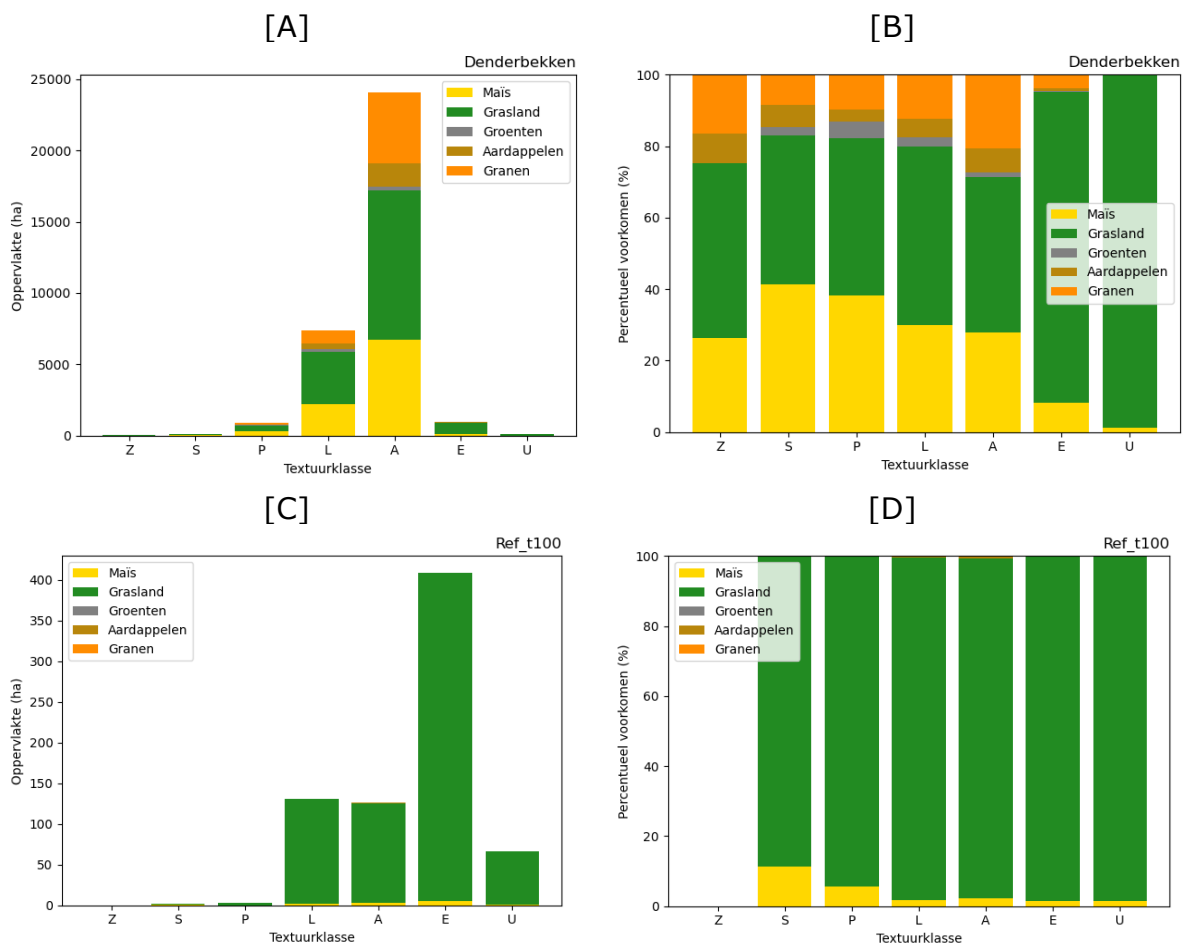 [A]
Denderbekken
25000
20000
15000
10000
5000
0
Oppervlakte (ha)
Maïs
Grasland
Groenten
Aardappelen
Granen
Z S P L A E U
Textuurklasse
[B]
Denderbekken
100
80
60
40
20
0
Percentueel voorkomen (%)
Maïs
Grasland
Groenten
Aardappelen
Granen
Z S P L A E U
Textuurklasse
[C]
Ref_t100
400
350
300
250
200
150
100
50
0
Oppervlakte (ha)
Maïs
Grasland
Groenten
Aardappelen
Granen
Z S P L A E U
Textuurklasse
[D]
Ref_t100
100
80
60
40
20
0
Percentueel voorkomen (%)
Maïs
Grasland
Groenten
Aardappelen
Granen
Z S P L A E U
Textuurklasse